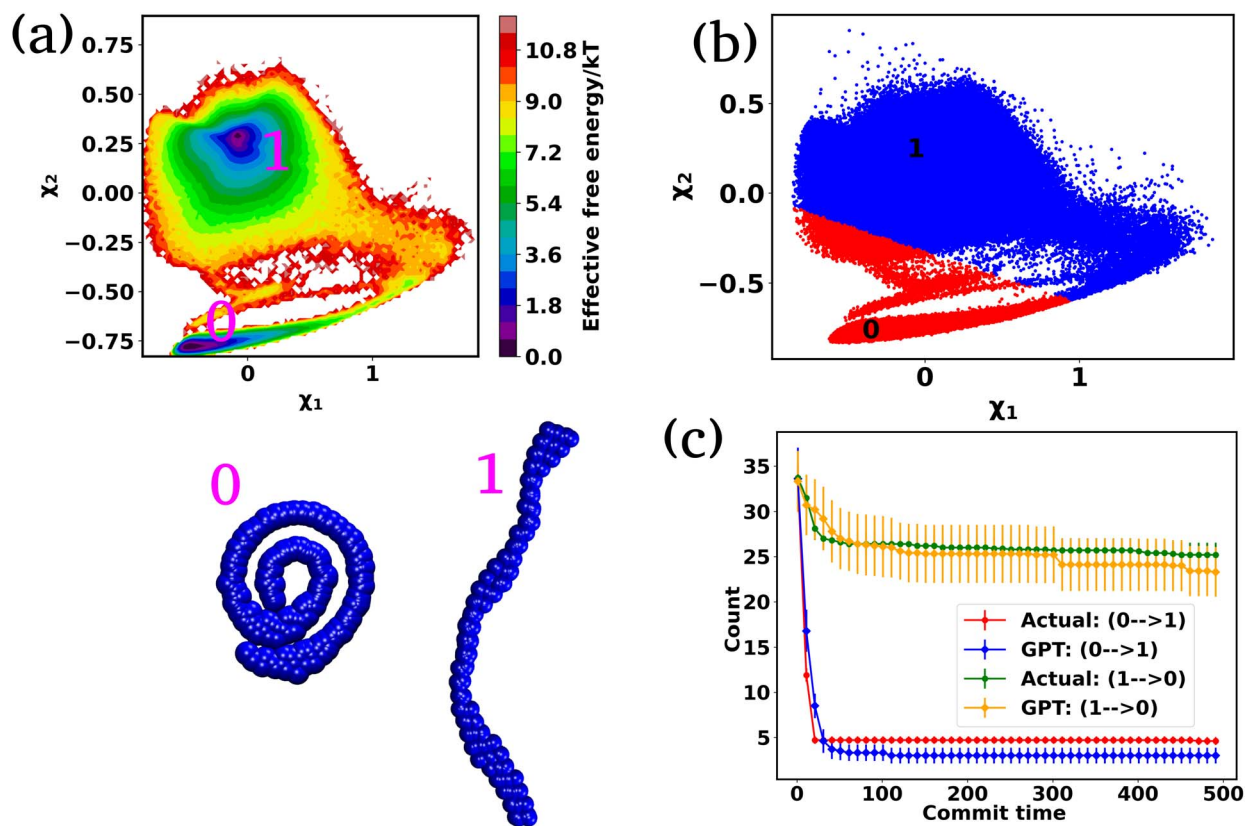 (a)
0.75
0.50
0.25
0.00
−0.25
−0.50
−0.75
χ₂
0
1
χ₁
1
0
10.8
9.0
7.2
5.4
3.6
1.8
0.0
Effective free energy/kT
(b)
0.5
0.0
−0.5
χ₂
0
1
χ₁
1
0
0
1
(c)
35
30
25
20
15
10
5
Count
0
100
200
300
400
500
Commit time
Actual: (0-->1)
GPT: (0-->1)
Actual: (1-->0)
GPT: (1-->0)